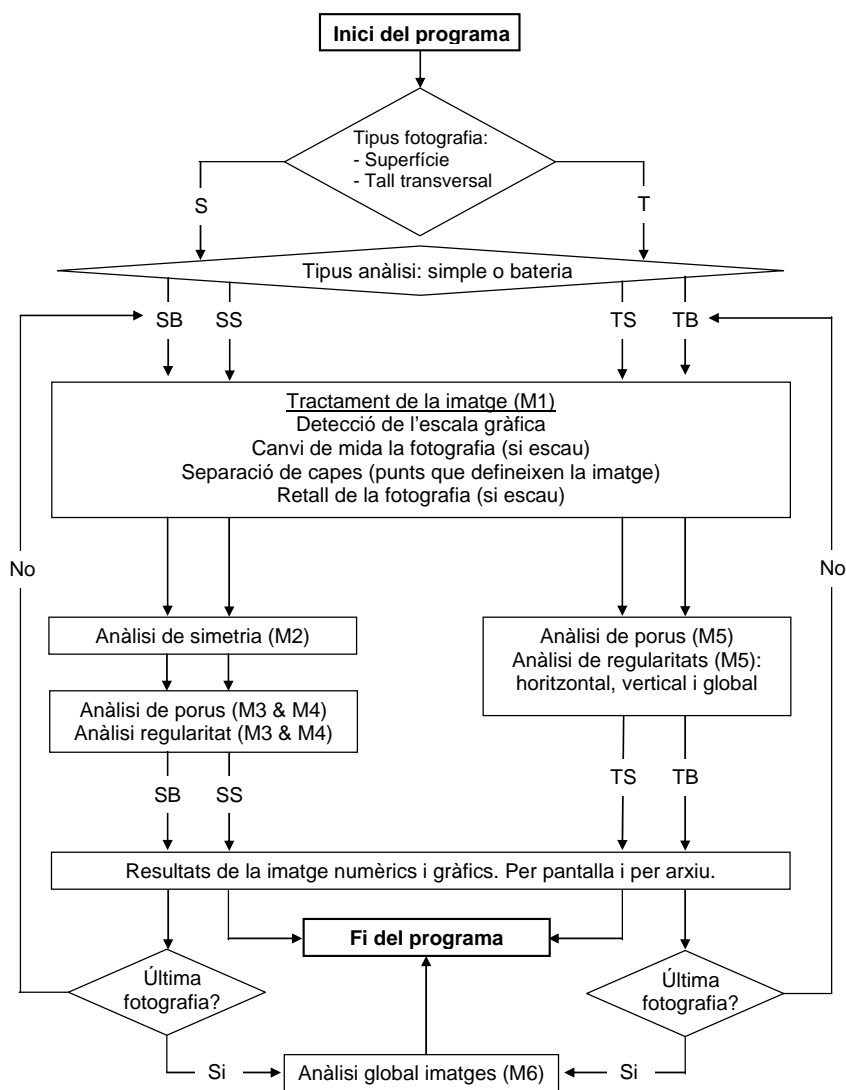 Inici del programa
Tipus fotografia:
- Superfície
- Tall transversal
S
T
Tipus anàlisi: simple o bateria
SB
SS
TS
TB
Tractament de la imatge (M1)
Detecció de l'escala gràfica
Canvi de mida la fotografia (si escau)
Separació de capes (punts que defineixen la imatge)
Retall de la fotografia (si escau)
No
No
Anàlisi de simetria (M2)
Anàlisi de porus (M5)
Anàlisi de regularitats (M5):
horitzontal, vertical i global
Anàlisi de porus (M3 & M4)
Anàlisi regularitat (M3 & M4)
SB
SS
TS
TB
Resultats de la imatge numèrics i gràfics. Per pantalla i per arxiu.
Fi del programa
Última
fotografia?
Última
fotografia?
Si
Anàlisi global imatges (M6)
Si